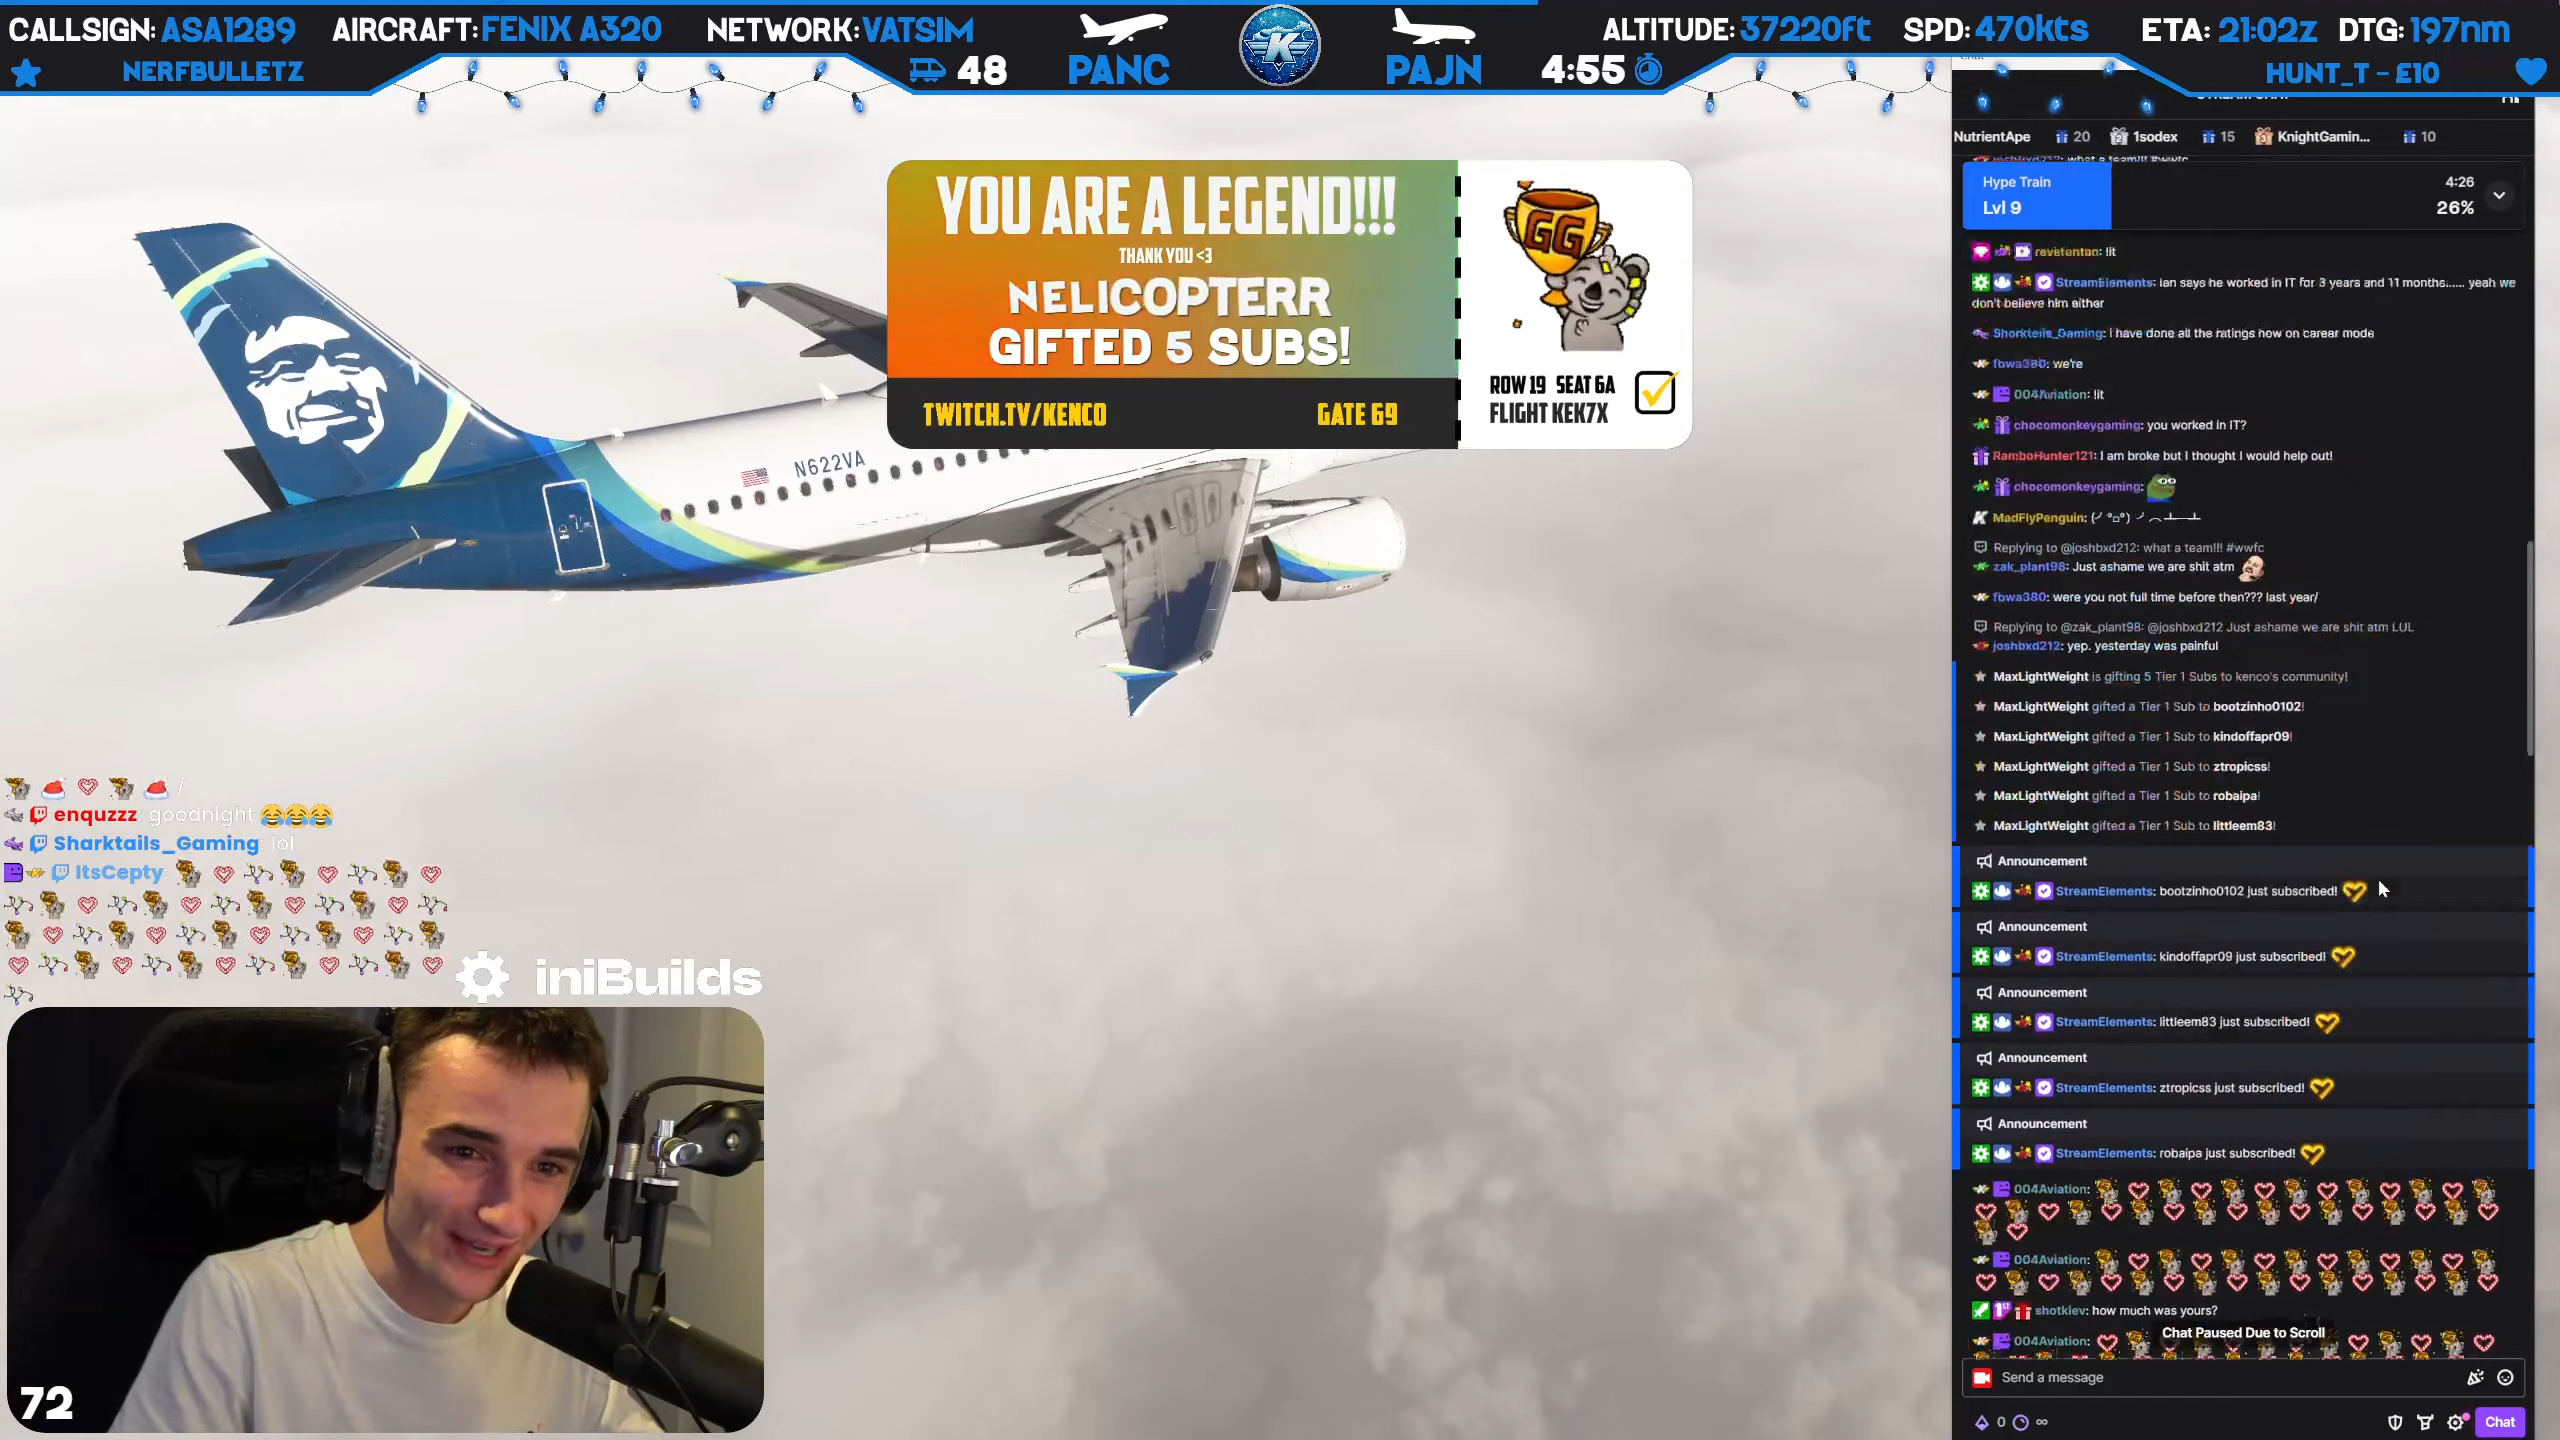 CALLSIGN: ASA1289 AIRCRAFT: FENIX A320 NETWORK: VATSIM
ALTITUDE: 37220ft SPD: 470kts ETA: 21:02z DTG: 197nm
NERFBULLETZ
48 PANC K PAJN 4:55
HUNT_T - £10
YOU ARE A LEGEND!!!
THANK YOU <3
NELICOPTERR
GIFTED 5 SUBS!
TWITCH.TV/KENCO GATE 69
GG
ROW 19 SEAT 6A
FLIGHT KEK7X
N622VA
enquzzz: goodnight 😂😂😂
Sharktails_Gaming: lol
ItsCepty:
iniBuilds
72
NutrientApe 20 1sodex 15 KnightGamin... 10
Hype Train 4:26
Lvl 9 26%
revetentan: !it
StreamElements: Ian says he worked in IT for 3 years and 11 months...... yeah we
don't believe him either
Sharktails_Gaming: I have done all the ratings now on career mode
fbwa380: we're
004Aviation: !it
chocomonkeygaming: you worked in IT?
RamboHunter121: I am broke but I thought I would help out!
chocomonkeygaming:
MadFlyPenguin: (╯°□°)╯︵┻━┻
Replying to @joshbxd212: what a team!!! #wwfc
zak_plant98: Just ashame we are shit atm
fbwa380: were you not full time before then??? last year/
Replying to @zak_plant98: @joshbxd212 Just ashame we are shit atm LUL
joshbxd212: yep. yesterday was painful
MaxLightWeight is gifting 5 Tier 1 Subs to kenco's community!
MaxLightWeight gifted a Tier 1 Sub to bootzinho0102!
MaxLightWeight gifted a Tier 1 Sub to kindoffapr09!
MaxLightWeight gifted a Tier 1 Sub to ztropicss!
MaxLightWeight gifted a Tier 1 Sub to robaipa!
MaxLightWeight gifted a Tier 1 Sub to littleem83!
Announcement
StreamElements: bootzinho0102 just subscribed!
Announcement
StreamElements: kindoffapr09 just subscribed!
Announcement
StreamElements: littleem83 just subscribed!
Announcement
StreamElements: ztropicss just subscribed!
Announcement
StreamElements: robaipa just subscribed!
004Aviation:
004Aviation:
shotklev: how much was yours?
004Aviation:
Chat Paused Due to Scroll
Send a message
0 ∞ Chat